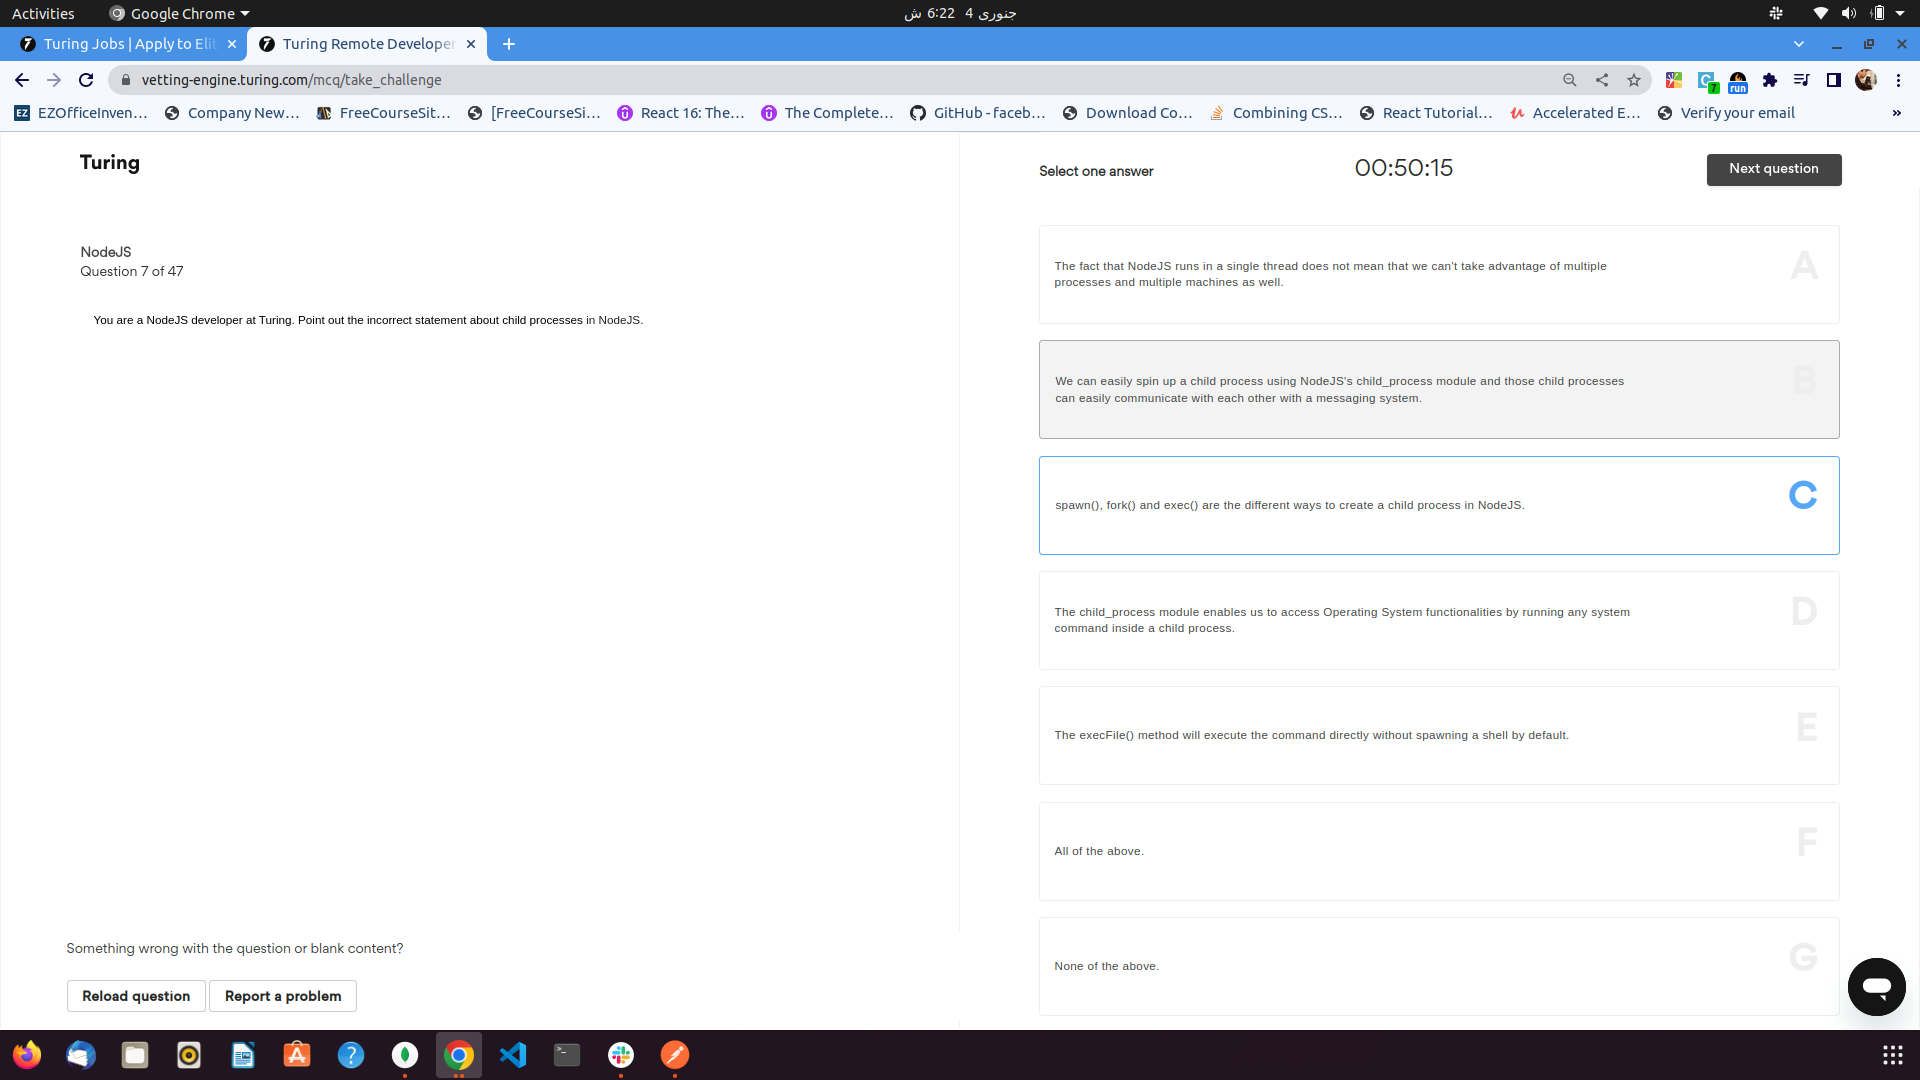 Activities
Google Chrome
جنوری 4 6:22 ش
Turing Jobs | Apply to Elit
Turing Remote Developer
vetting-engine.turing.com/mcq/take_challenge
7
run
EZ EZOfficeInven…
Company New…
FreeCourseSit…
[FreeCourseSi…
React 16: The…
The Complete…
GitHub - faceb…
Download Co…
Combining CS…
React Tutorial…
Accelerated E…
Verify your email
»
Turing
NodeJS
Question 7 of 47
You are a NodeJS developer at Turing. Point out the incorrect statement about child processes in NodeJS.
Something wrong with the question or blank content?
Reload question
Report a problem
Select one answer
00:50:15
Next question
The fact that NodeJS runs in a single thread does not mean that we can't take advantage of multiple
processes and multiple machines as well.
A
We can easily spin up a child process using NodeJS's child_process module and those child processes
can easily communicate with each other with a messaging system.
B
spawn(), fork() and exec() are the different ways to create a child process in NodeJS.
C
The child_process module enables us to access Operating System functionalities by running any system
command inside a child process.
D
The execFile() method will execute the command directly without spawning a shell by default.
E
All of the above.
F
None of the above.
G